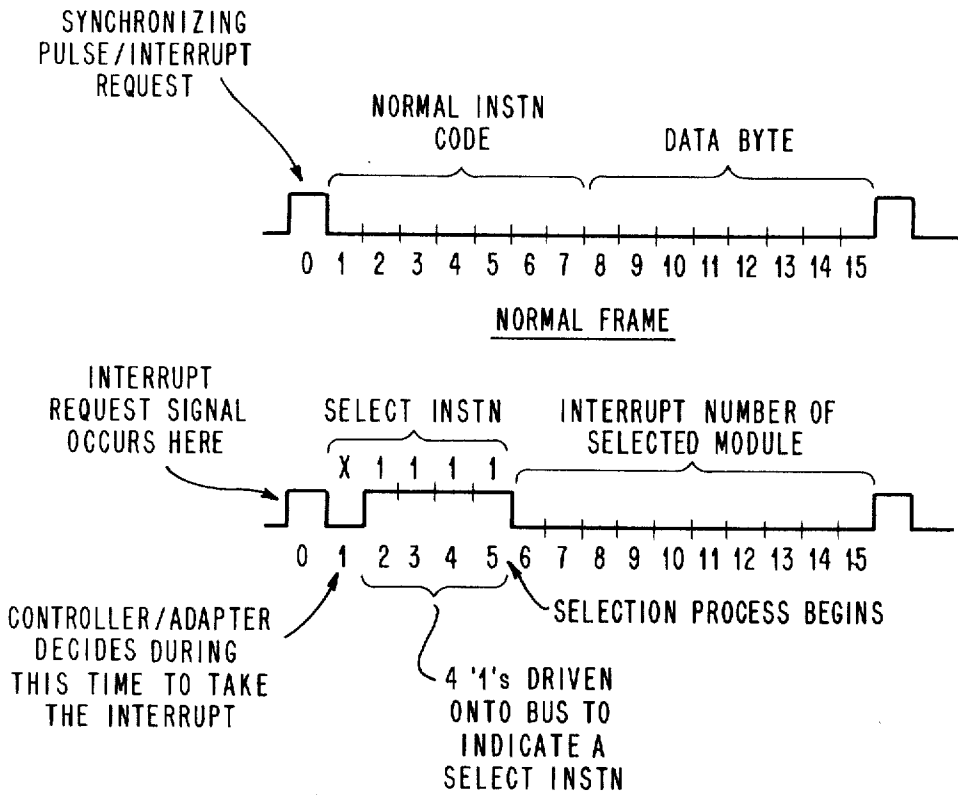 SYNCHRONIZING
PULSE/INTERRUPT
REQUEST
NORMAL INSTN
CODE
DATA BYTE
0 1 2 3 4 5 6 7 8 9 10 11 12 13 14 15
NORMAL FRAME
INTERRUPT
REQUEST SIGNAL
OCCURS HERE
SELECT INSTN
INTERRUPT NUMBER OF
SELECTED MODULE
X 1 1 1 1
0 1 2 3 4 5 6 7 8 9 10 11 12 13 14 15
CONTROLLER/ADAPTER
DECIDES DURING
THIS TIME TO TAKE
THE INTERRUPT
SELECTION PROCESS BEGINS
4 '1's DRIVEN
ONTO BUS TO
INDICATE A
SELECT INSTN